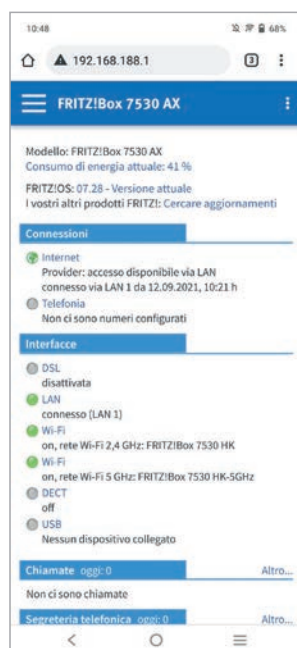 10:48
68%
192.168.188.1
3
FRITZ!Box 7530 AX
Modello: FRITZ!Box 7530 AX
Consumo di energia attuale: 41 %
FRITZ!OS: 07.28 - Versione attuale
I vostri altri prodotti FRITZ!: Cercare aggiornamenti
Connessioni
Internet
Provider: accesso disponibile via LAN
connesso via LAN 1 da 12.09.2021, 10:21 h
Telefonia
Non ci sono numeri configurati
Interfacce
DSL
disattivata
LAN
connesso (LAN 1)
Wi-Fi
on, rete Wi-Fi 2,4 GHz: FRITZ!Box 7530 HK
Wi-Fi
on, rete Wi-Fi 5 GHz: FRITZ!Box 7530 HK-5GHz
DECT
off
USB
Nessun dispositivo collegato
Chiamate oggi: 0 Altro...
Non ci sono chiamate
Segreteria telefonica oggi: 0 Altro...